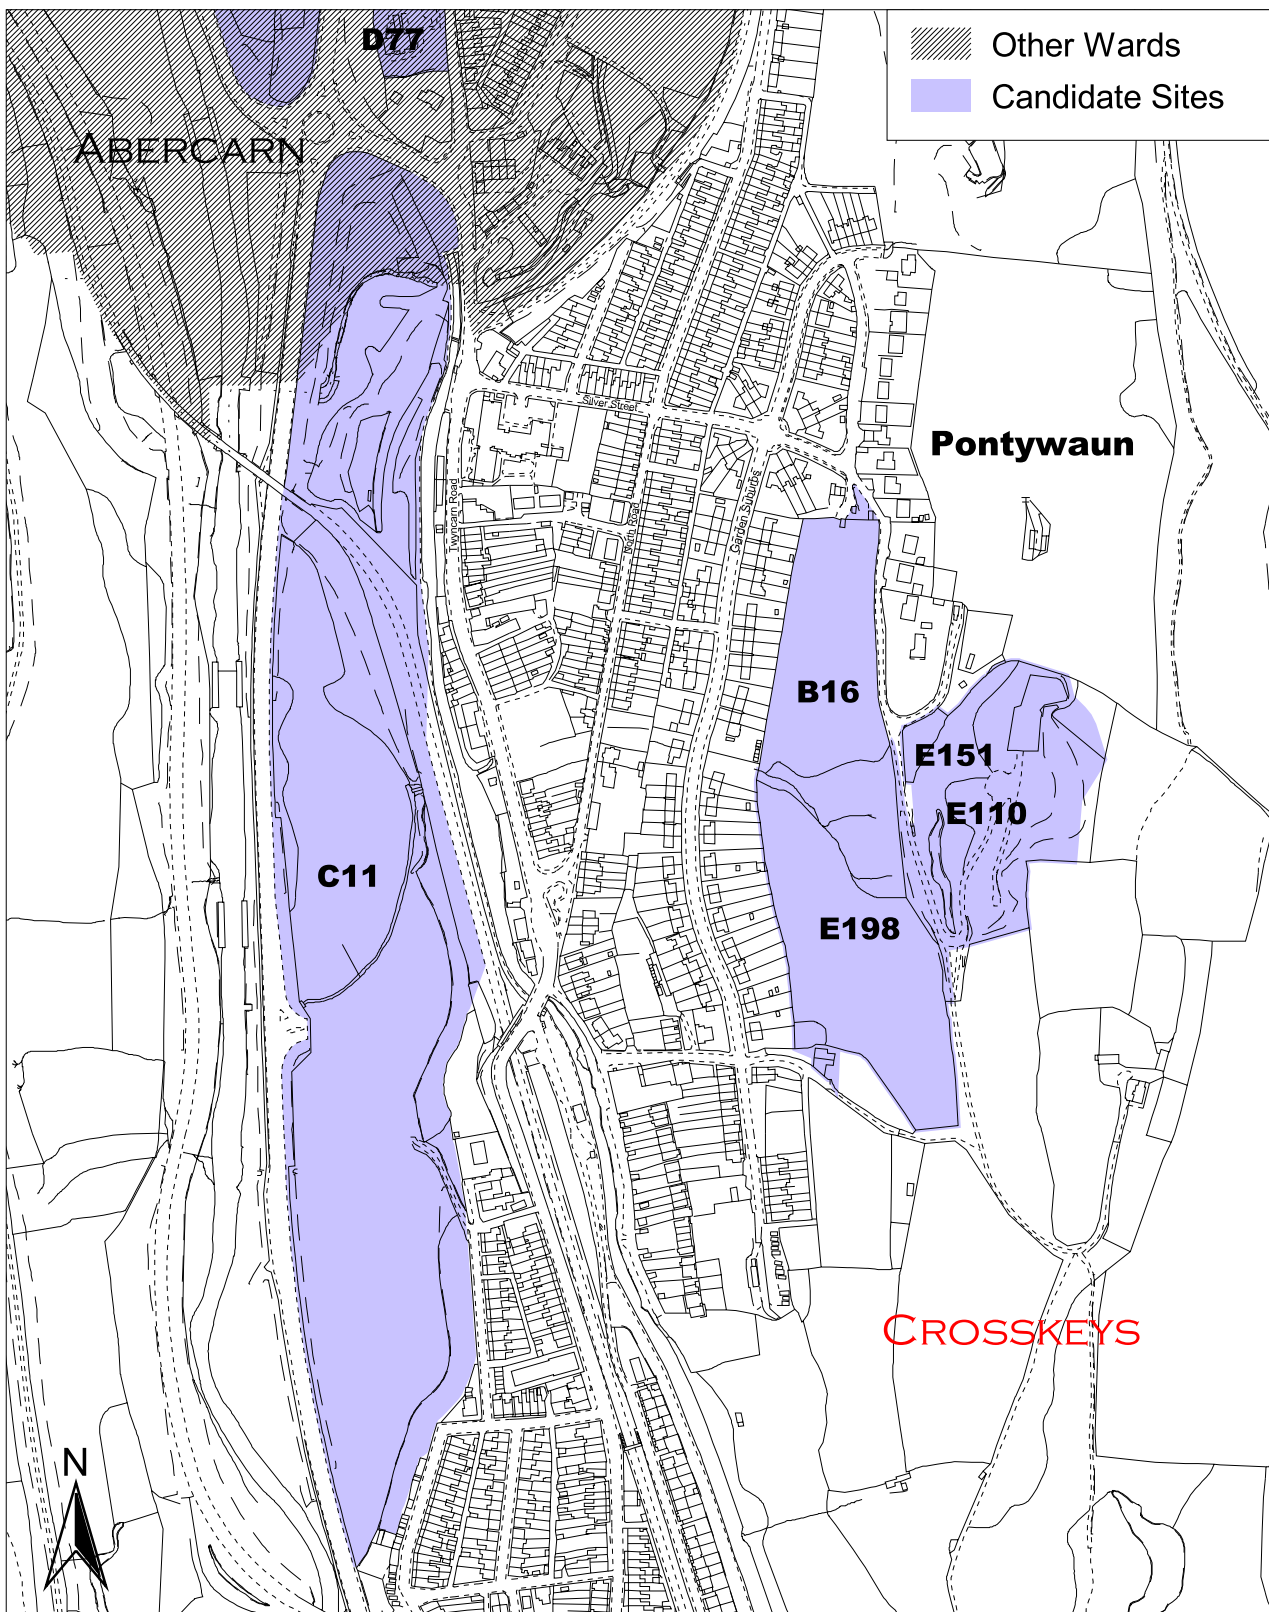 D77
Other Wards
Candidate Sites
ABERCARN
Silver Street
Pontywaun
Twyncarn Road
North Road
Garden Suburbs
B16
E151
E110
C11
E198
CROSSKEYS
N